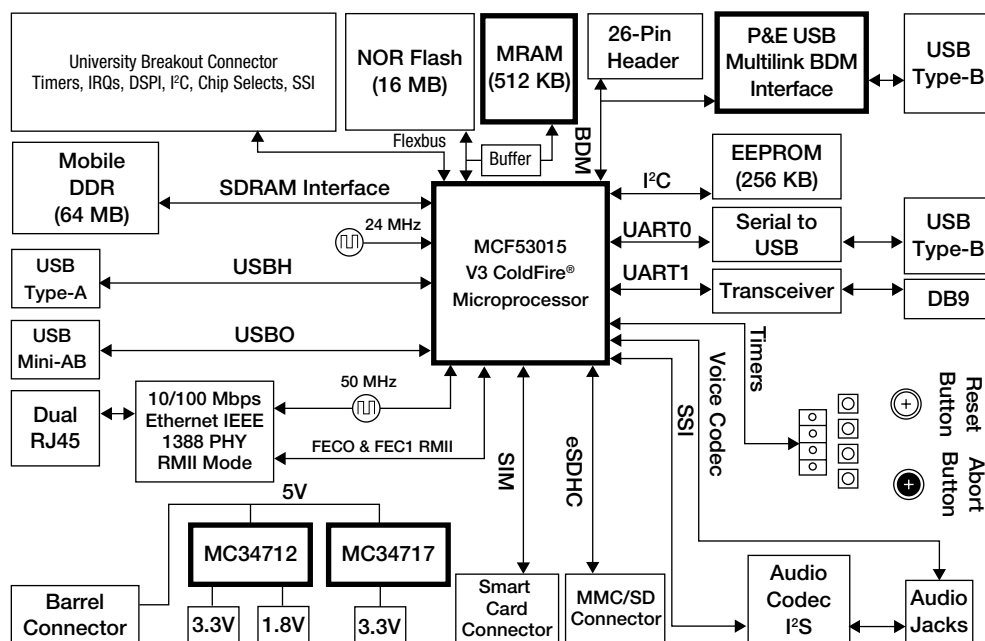 University Breakout Connector
Timers, IRQs, DSPI, I²C, Chip Selects, SSI
NOR Flash
(16 MB)
MRAM
(512 KB)
26-Pin
Header
P&E USB
Multilink BDM
Interface
USB
Type-B
Flexbus
Buffer
BDM
Mobile
DDR
(64 MB)
SDRAM Interface
24 MHz
I²C
EEPROM
(256 KB)
MCF53015
V3 ColdFire®
Microprocessor
UART0
Serial to
USB
USB
Type-B
USB
Type-A
USBH
UART1
Transceiver
DB9
USB
Mini-AB
USBO
Timers
Voice Codec
SSI
Reset
Button
Abort
Button
Dual
RJ45
10/100 Mbps
Ethernet IEEE
1388 PHY
RMII Mode
50 MHz
FECO & FEC1 RMII
SIM
eSDHC
5V
MC34712
MC34717
Barrel
Connector
3.3V
1.8V
3.3V
Smart
Card
Connector
MMC/SD
Connector
Audio
Codec
I²S
Audio
Jacks